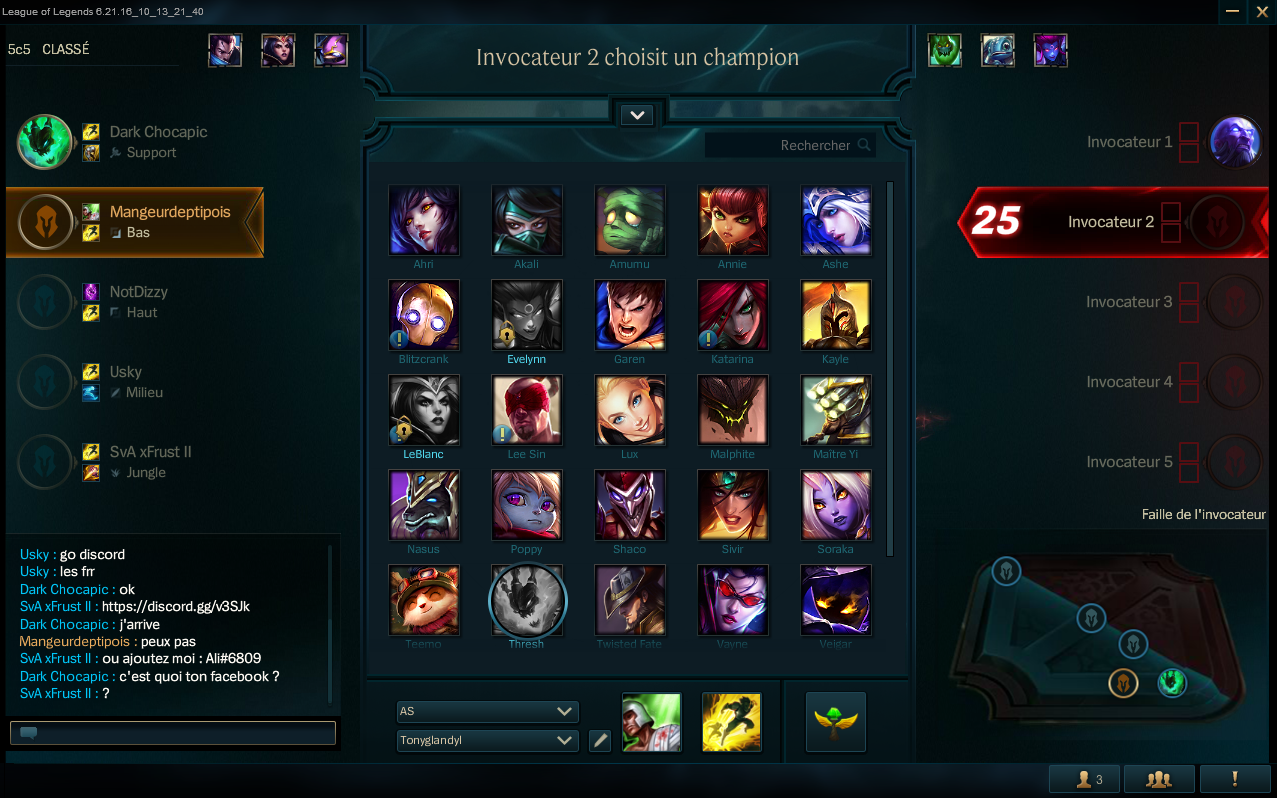 League of Legends 6.21.16_10_13_21_40
5c5 CLASSÉ
Invocateur 2 choisit un champion
Rechercher
Dark Chocapic
Support
Mangeurdeptipois
Bas
NotDizzy
Haut
Usky
Milieu
SvA xFrust II
Jungle
Ahri Akali Amumu Annie Ashe
Blitzcrank Evelynn Garen Katarina Kayle
LeBlanc Lee Sin Lux Malphite Maître Yi
Nasus Poppy Shaco Sivir Soraka
Teemo Thresh Twisted Fate Vayne Veigar
Invocateur 1
25 Invocateur 2
Invocateur 3
Invocateur 4
Invocateur 5
Faille de l'invocateur
Usky : go discord
Usky : les frr
Dark Chocapic : ok
SvA xFrust II : https://discord.gg/v3SJk
Dark Chocapic : j'arrive
Mangeurdeptipois : peux pas
SvA xFrust II : ou ajoutez moi : Ali#6809
Dark Chocapic : c'est quoi ton facebook ?
SvA xFrust II : ?
AS
Tonyglandyl
3